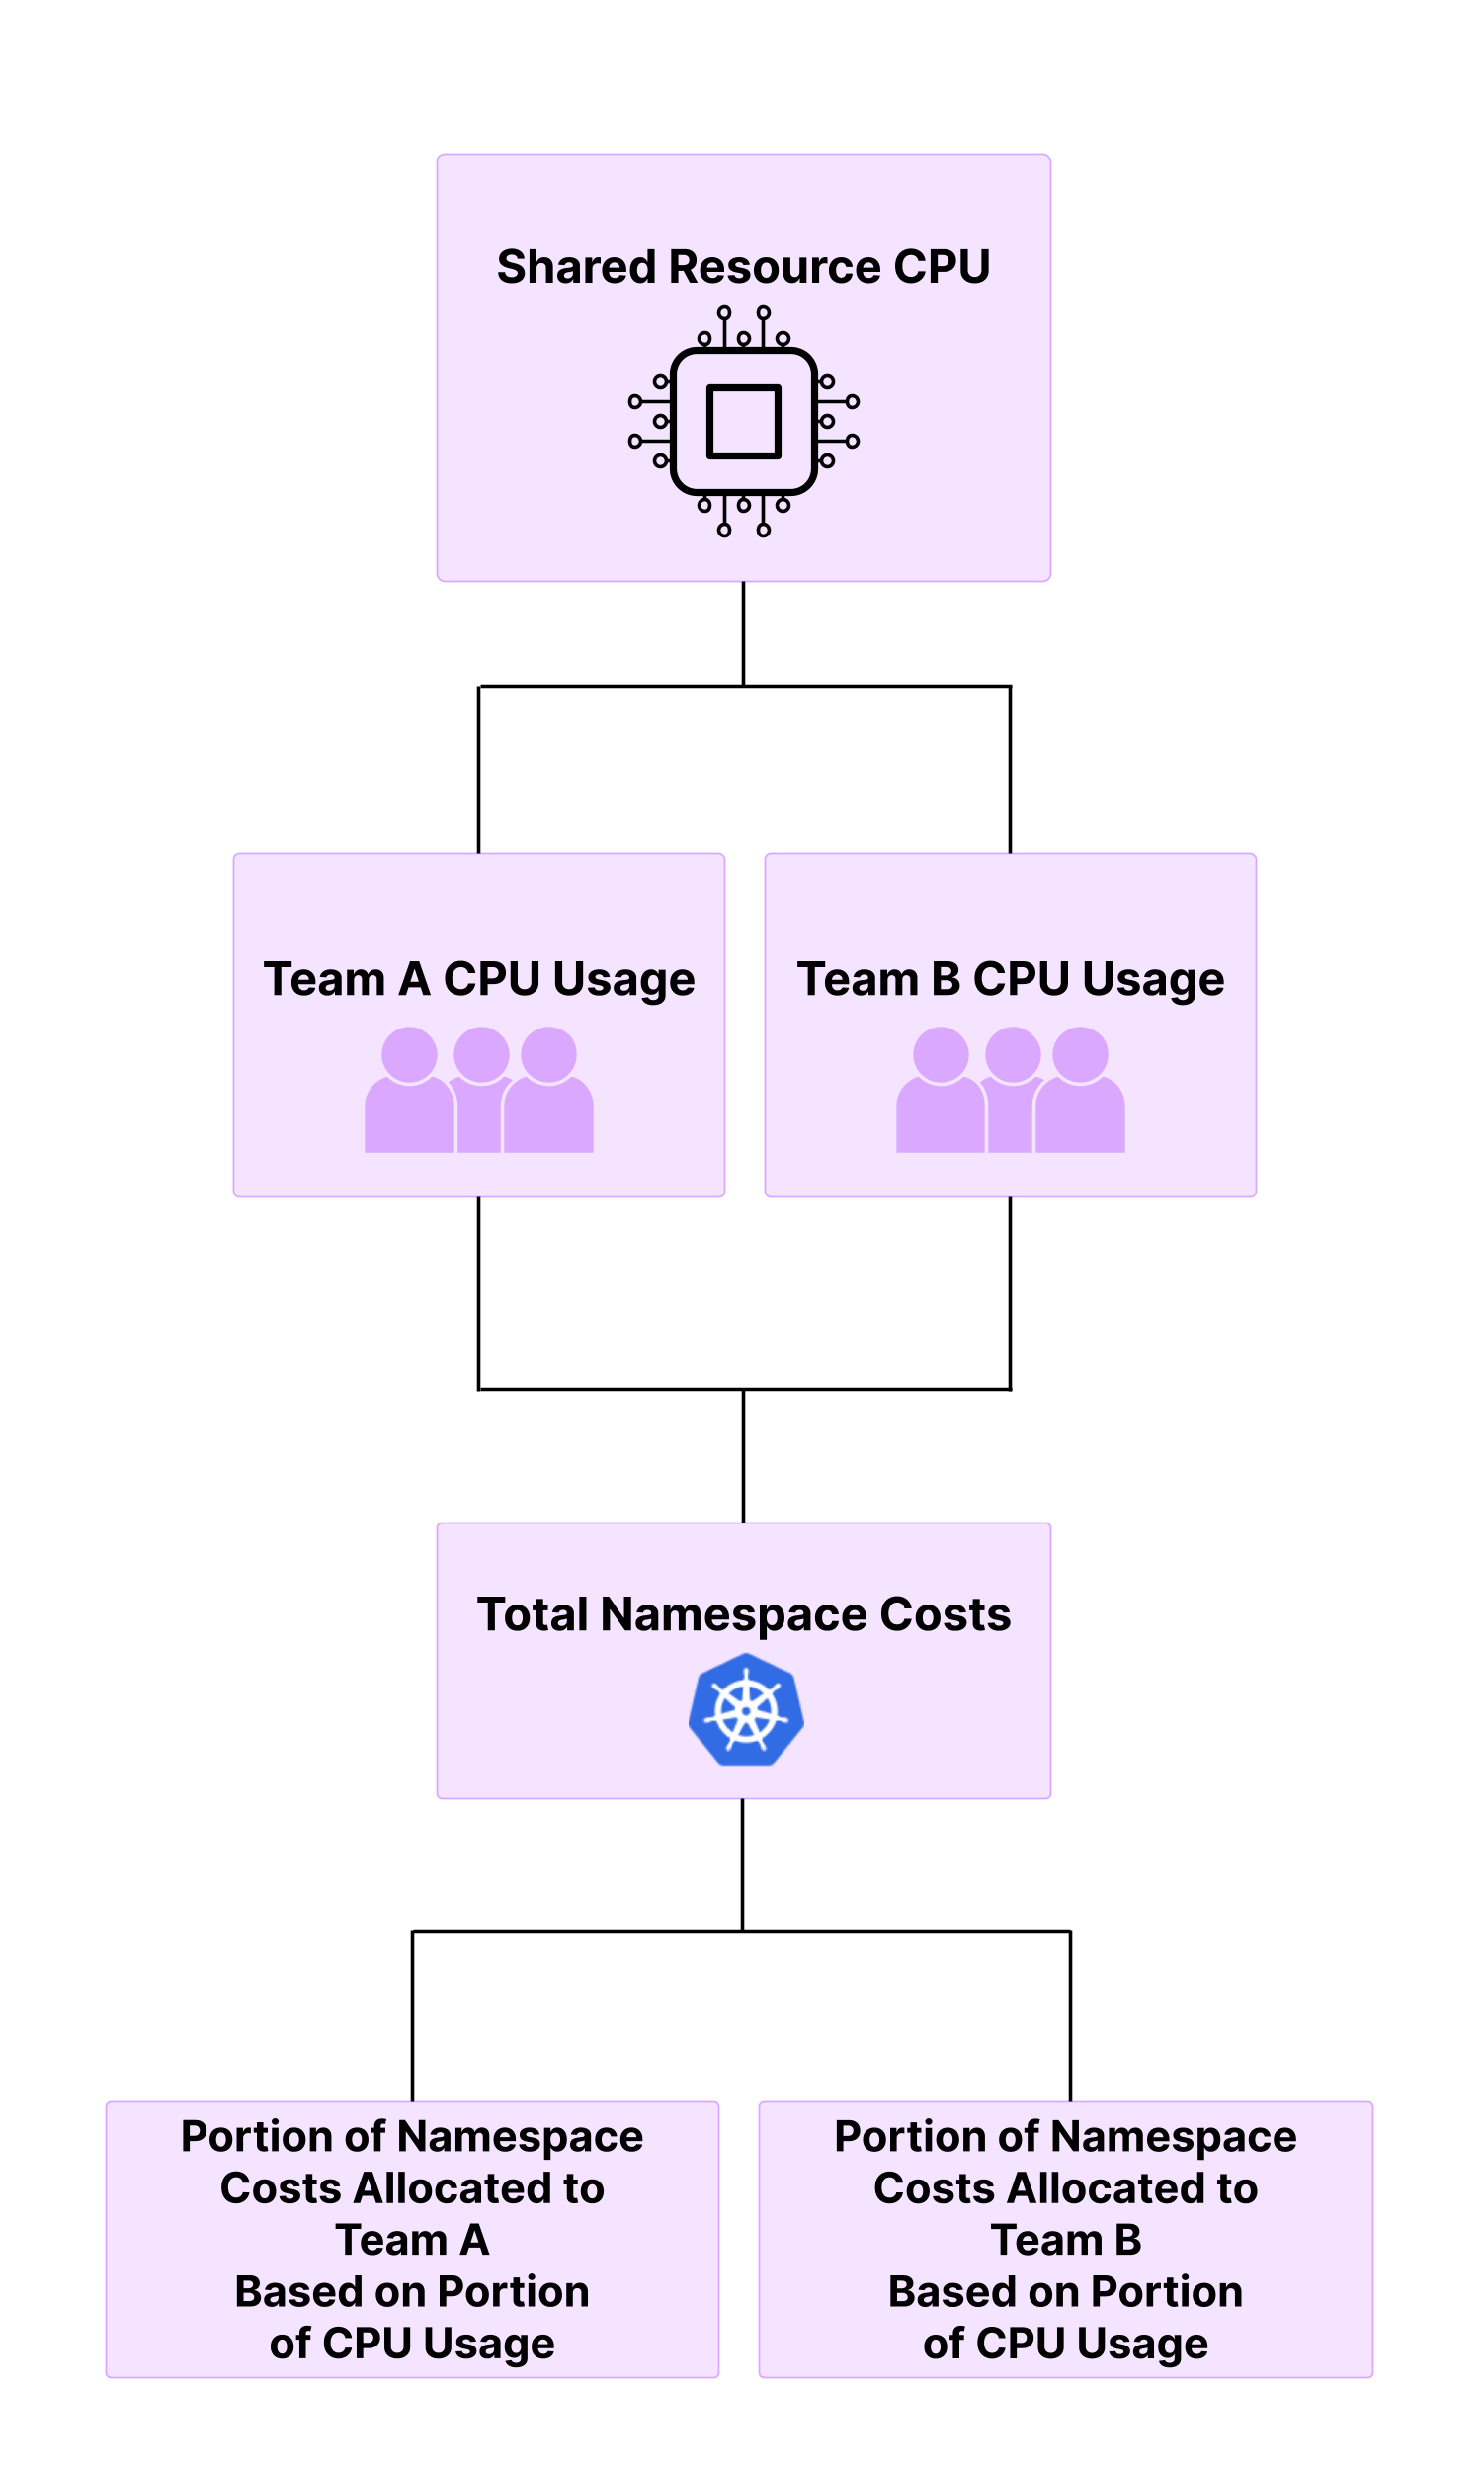 Shared Resource CPU
Team A CPU Usage
Team B CPU Usage
Total Namespace Costs
Portion of Namespace
Costs Allocated to
Team A
Based on Portion
of CPU Usage
Portion of Namespace
Costs Allocated to
Team B
Based on Portion
of CPU Usage